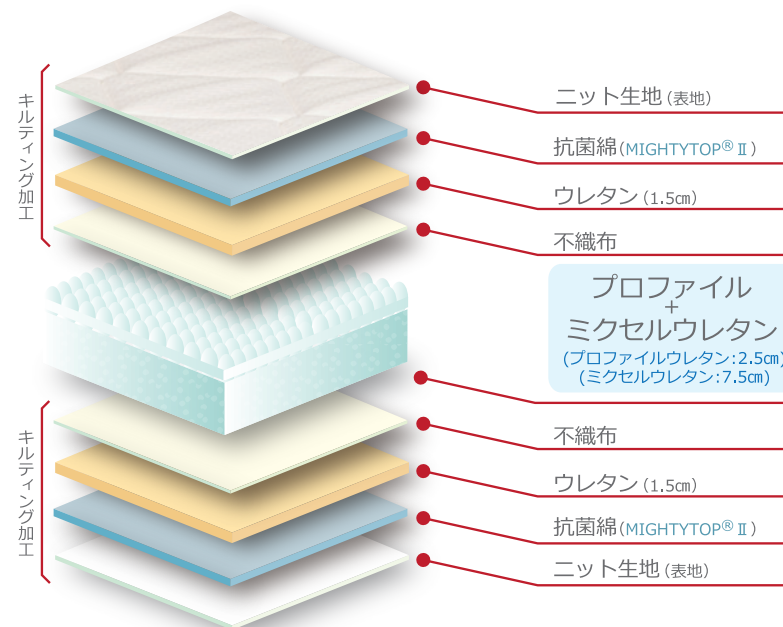 キルティング加工
ニット生地(表地)
抗菌綿(MIGHTYTOP®Ⅱ)
ウレタン(1.5㎝)
不織布
プロファイル
+
ミクセルウレタン
(プロファイルウレタン:2.5㎝)
(ミクセルウレタン:7.5㎝)
キルティング加工
不織布
ウレタン(1.5㎝)
抗菌綿(MIGHTYTOP®Ⅱ)
ニット生地(表地)